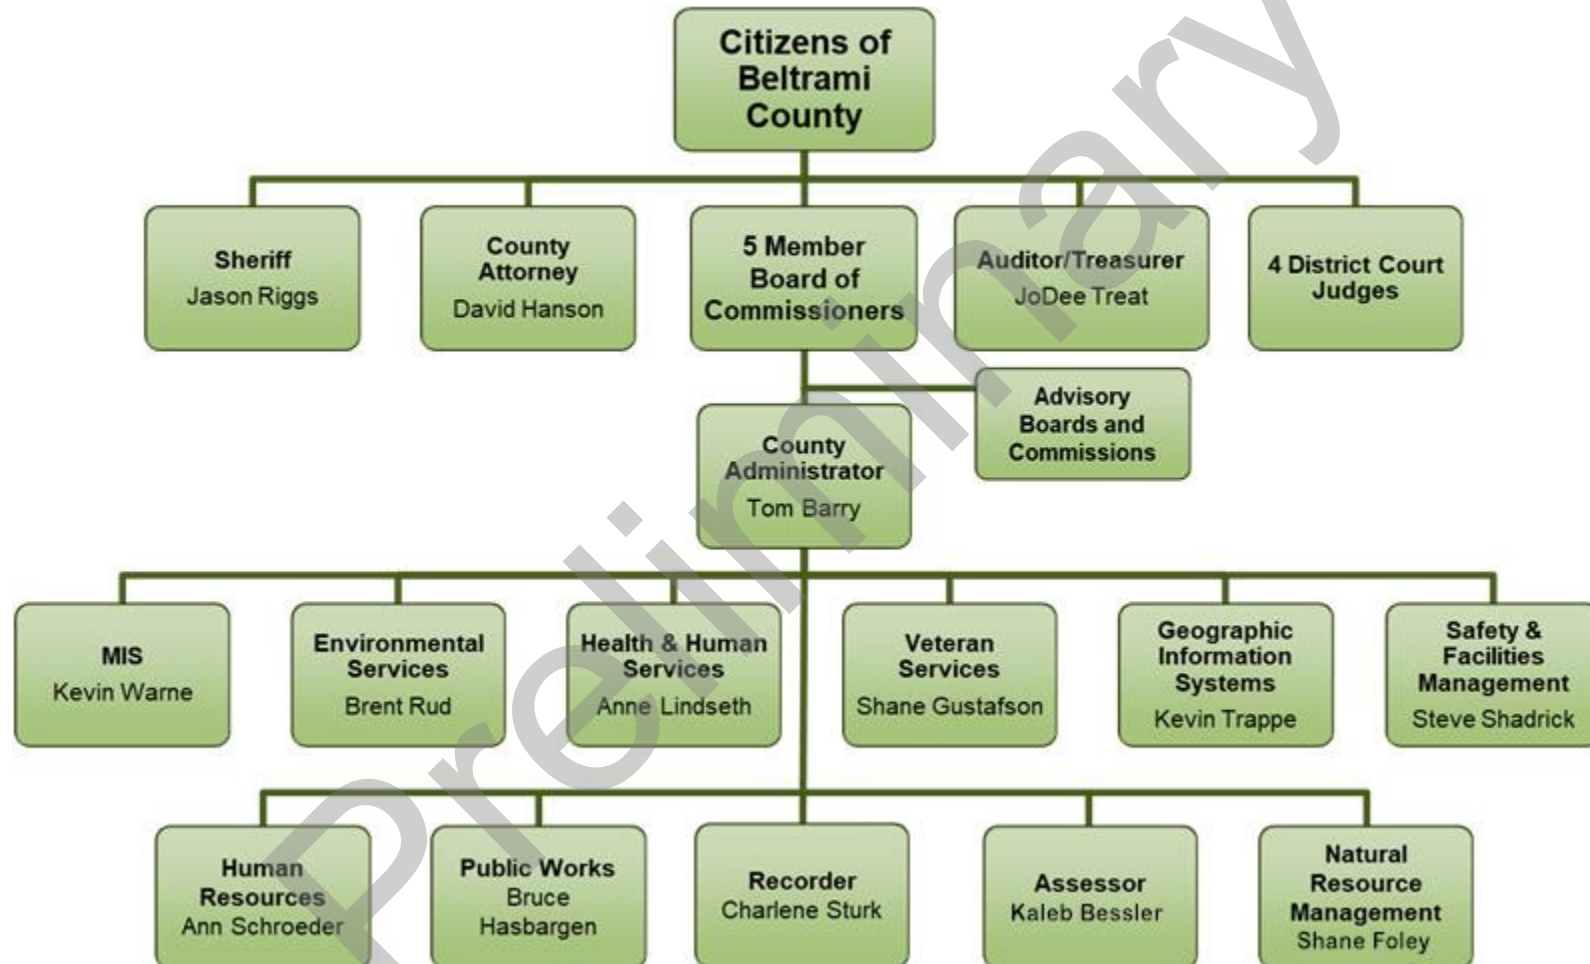 Citizens of
Beltrami
County
Sheriff
Jason Riggs
County
Attorney
David Hanson
5 Member
Board of
Commissioners
Auditor/Treasurer
JoDee Treat
4 District Court
Judges
Advisory
Boards and
Commissions
County
Administrator
Tom Barry
MIS
Kevin Warne
Environmental
Services
Brent Rud
Health & Human
Services
Anne Lindseth
Veteran
Services
Shane Gustafson
Geographic
Information
Systems
Kevin Trappe
Safety &
Facilities
Management
Steve Shadrick
Human
Resources
Ann Schroeder
Public Works
Bruce
Hasbargen
Recorder
Charlene Sturk
Assessor
Kaleb Bessler
Natural
Resource
Management
Shane Foley
Preliminary